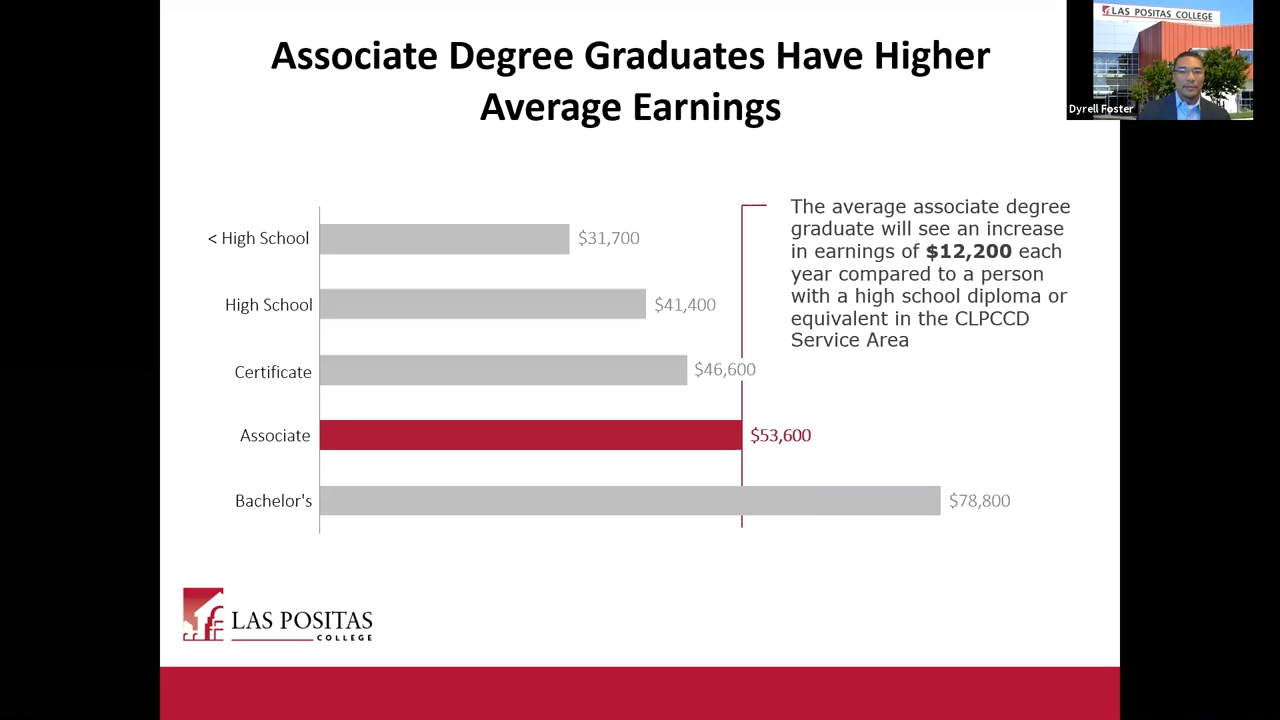 Associate Degree Graduates Have Higher
Average Earnings
LAS POSITAS COLLEGE
Dyrell Foster
< High School
$31,700
High School
$41,400
Certificate
$46,600
Associate
$53,600
Bachelor's
$78,800
The average associate degree
graduate will see an increase
in earnings of $12,200 each
year compared to a person
with a high school diploma or
equivalent in the CLPCCD
Service Area
LAS POSITAS
COLLEGE